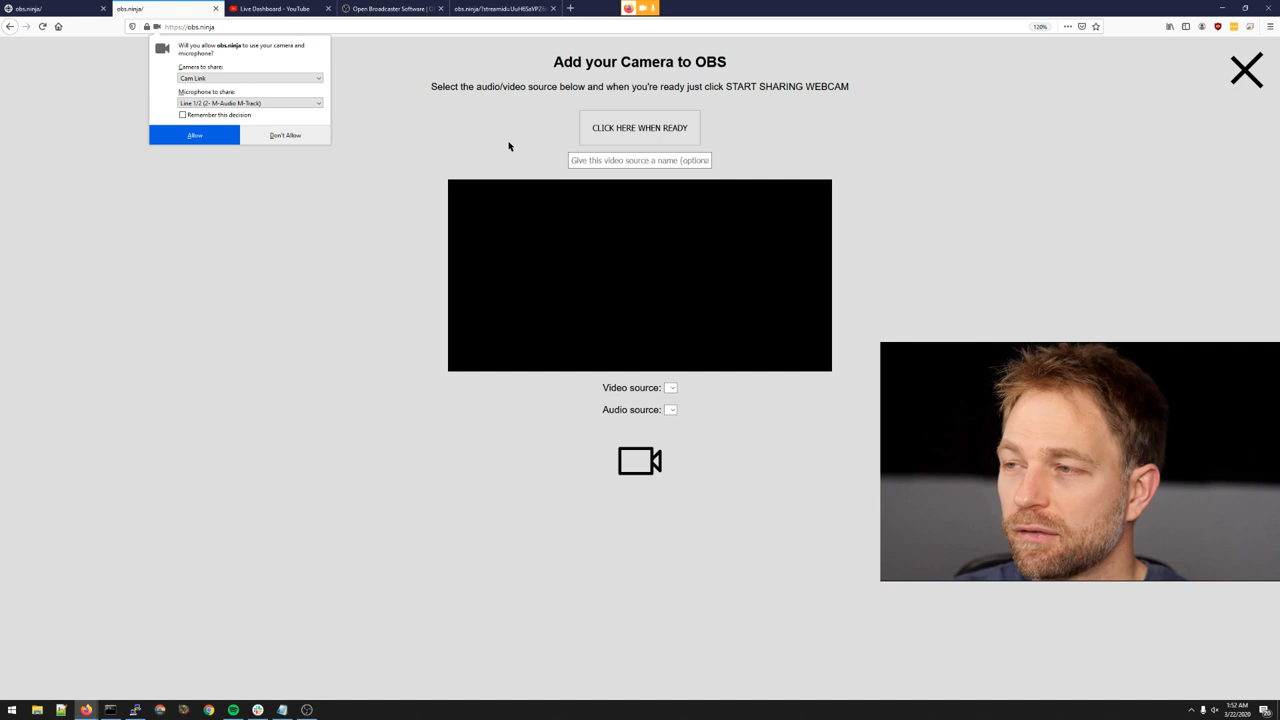 obs.ninja/
obs.ninja/
Live Dashboard - YouTube
Open Broadcaster Software | O
https://obs.ninja
120%
Will you allow obs.ninja to use your camera and
microphone?
Camera to share:
Cam Link
Microphone to share:
Line 1/2 (2- M-Audio M-Track)
Remember this decision
Allow
Don't Allow
Add your Camera to OBS
Select the audio/video source below and when you're ready just click START SHARING WEBCAM
CLICK HERE WHEN READY
Give this video source a name (optiona
Video source:
Audio source:
1:52 AM
3/22/2020